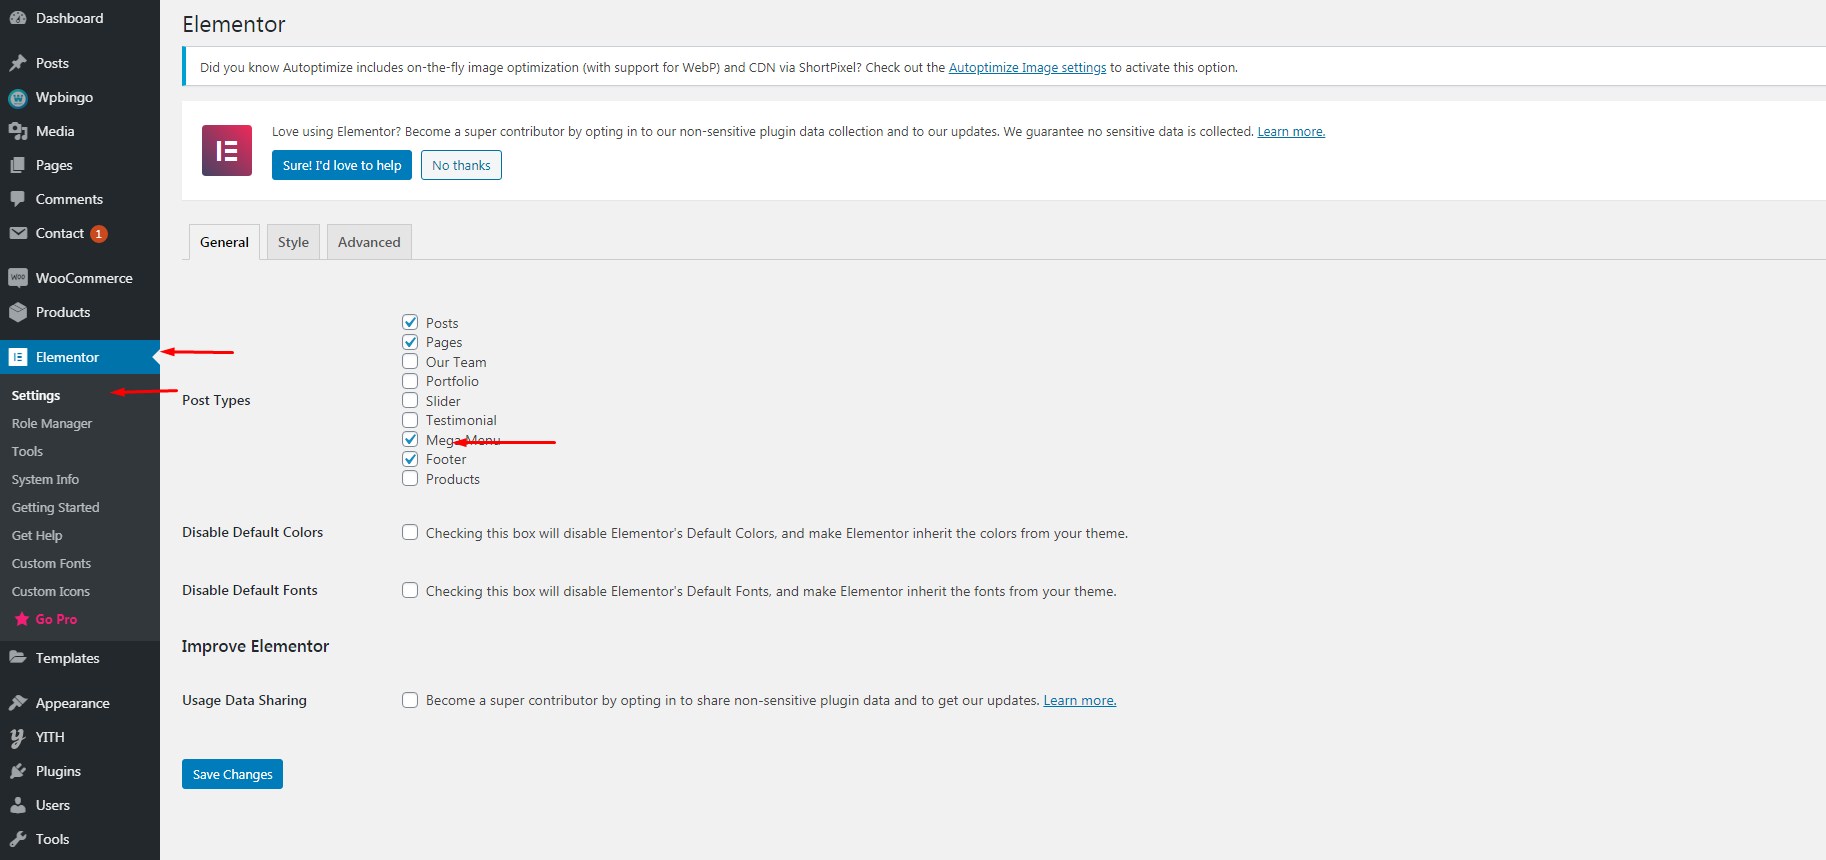 Dashboard
Posts
Wpbingo
Media
Pages
Comments
Contact 1
WooCommerce
Products
Elementor
Settings
Role Manager
Tools
System Info
Getting Started
Get Help
Custom Fonts
Custom Icons
Go Pro
Templates
Appearance
YITH
Plugins
Users
Tools
Elementor
Did you know Autoptimize includes on-the-fly image optimization (with support for WebP) and CDN via ShortPixel? Check out the Autoptimize Image settings to activate this option.
Love using Elementor? Become a super contributor by opting in to our non-sensitive plugin data collection and to our updates. We guarantee no sensitive data is collected. Learn more.
Sure! I'd love to help No thanks
General Style Advanced
Post Types
Posts
Pages
Our Team
Portfolio
Slider
Testimonial
Mega Menu
Footer
Products
Disable Default Colors Checking this box will disable Elementor's Default Colors, and make Elementor inherit the colors from your theme.
Disable Default Fonts Checking this box will disable Elementor's Default Fonts, and make Elementor inherit the fonts from your theme.
Improve Elementor
Usage Data Sharing Become a super contributor by opting in to share non-sensitive plugin data and to get our updates. Learn more.
Save Changes